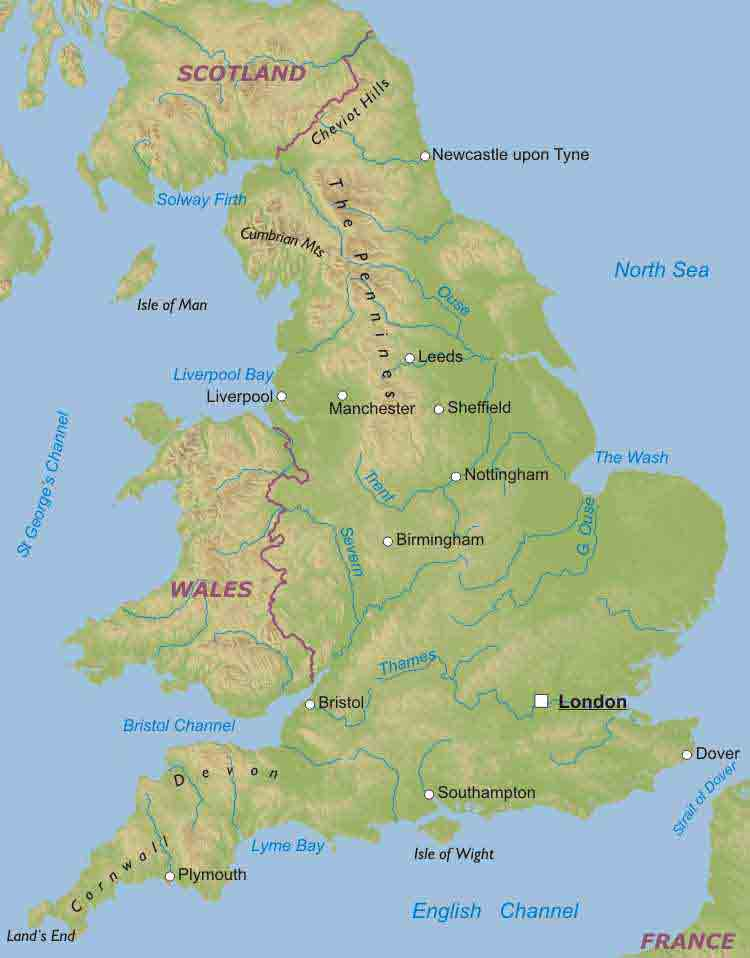 SCOTLAND
Cheviot Hills
Newcastle upon Tyne
Solway Firth
The Pennines
Cumbrian Mts
North Sea
Isle of Man
Ouse
Leeds
Liverpool Bay
Liverpool
Manchester
Sheffield
St George's Channel
The Wash
Trent
Nottingham
G. Ouse
Severn
Birmingham
WALES
Thames
London
Bristol
Bristol Channel
Dover
Devon
Southampton
Strait of Dover
Lyme Bay
Isle of Wight
Cornwall
Plymouth
English Channel
Land's End
FRANCE